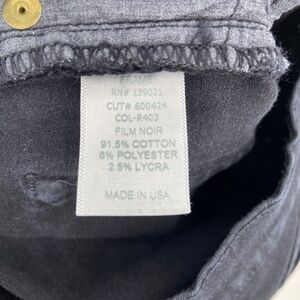 FRAME
RN# 139021
CUT# 600424
COL-R403
FILM NOIR
91.5% COTTON
6% POLYESTER
2.5% LYCRA
MADE IN USA